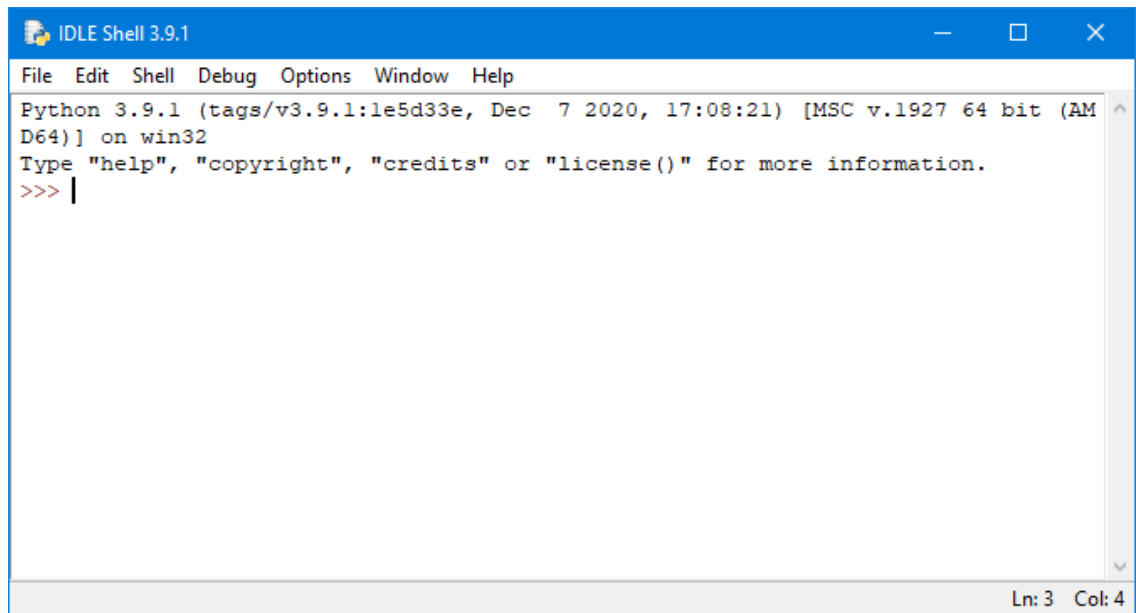 IDLE Shell 3.9.1
File Edit Shell Debug Options Window Help
Python 3.9.1 (tags/v3.9.1:1e5d33e, Dec  7 2020, 17:08:21) [MSC v.1927 64 bit (AM
D64)] on win32
Type "help", "copyright", "credits" or "license()" for more information.
>>>
Ln: 3 Col: 4